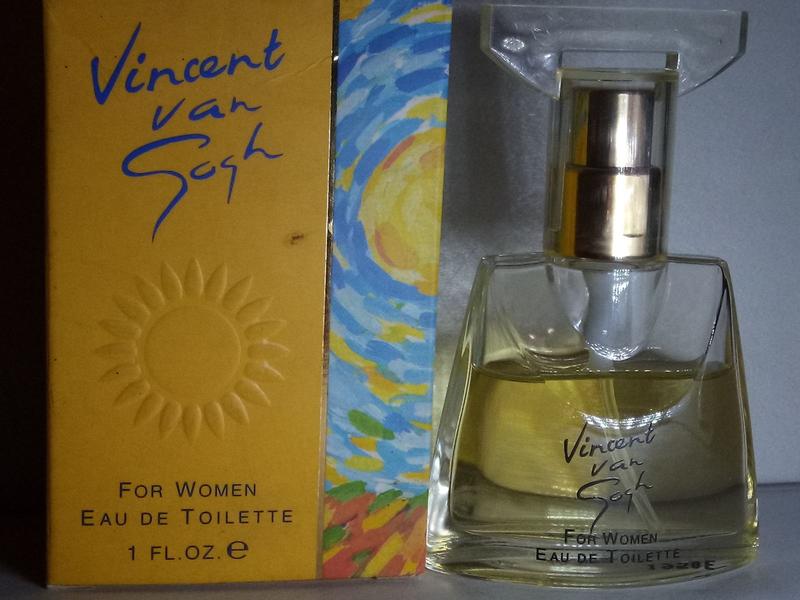 Vincent
van
Gogh
FOR WOMEN
EAU DE TOILETTE
1 FL.OZ. e
Vincent
van
Gogh
FOR WOMEN
EAU DE TOILETTE